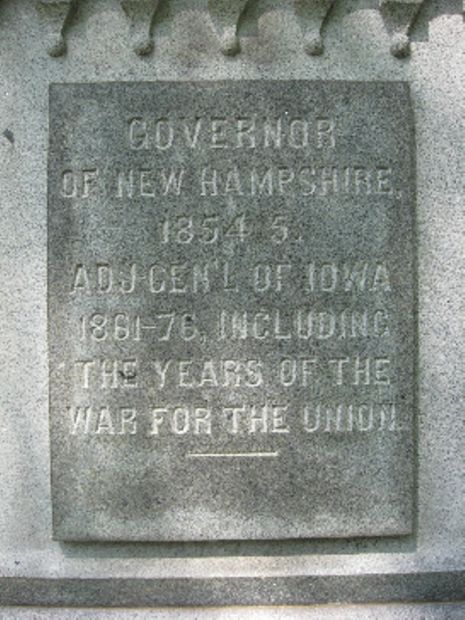 GOVERNOR
OF NEW HAMPSHIRE.
1854-5.
ADJ-GEN'L OF IOWA
1861-76, INCLUDING
THE YEARS OF THE
WAR FOR THE UNION.